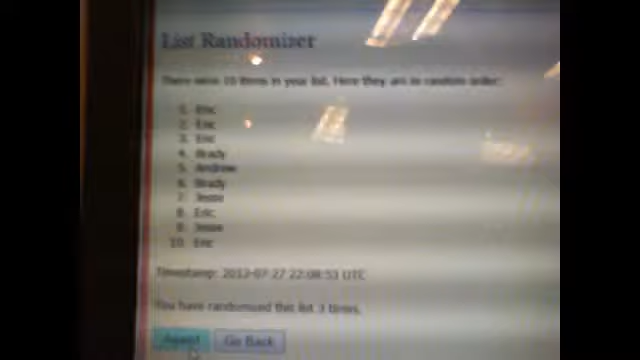 List Randomizer
There were 10 items in your list. Here they are in random order:
1. Eric
2. Eric
3. Eric
4. Brady
5. Andrew
6. Brady
7. Jesse
8. Eric
9. Jesse
10. Eric
Timestamp: 2012-07-27 22:08:53 UTC
You have randomized this list 3 times.
Again! Go Back